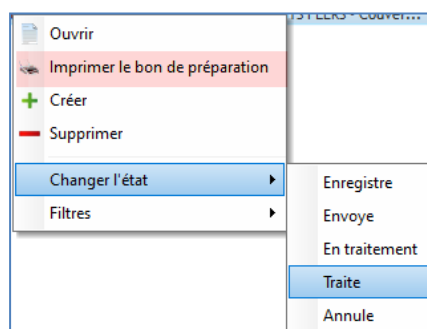 Ouvrir
Imprimer le bon de préparation
Créer
Supprimer
Changer l'état
Filtres
Enregistre
Envoye
En traitement
Traite
Annule